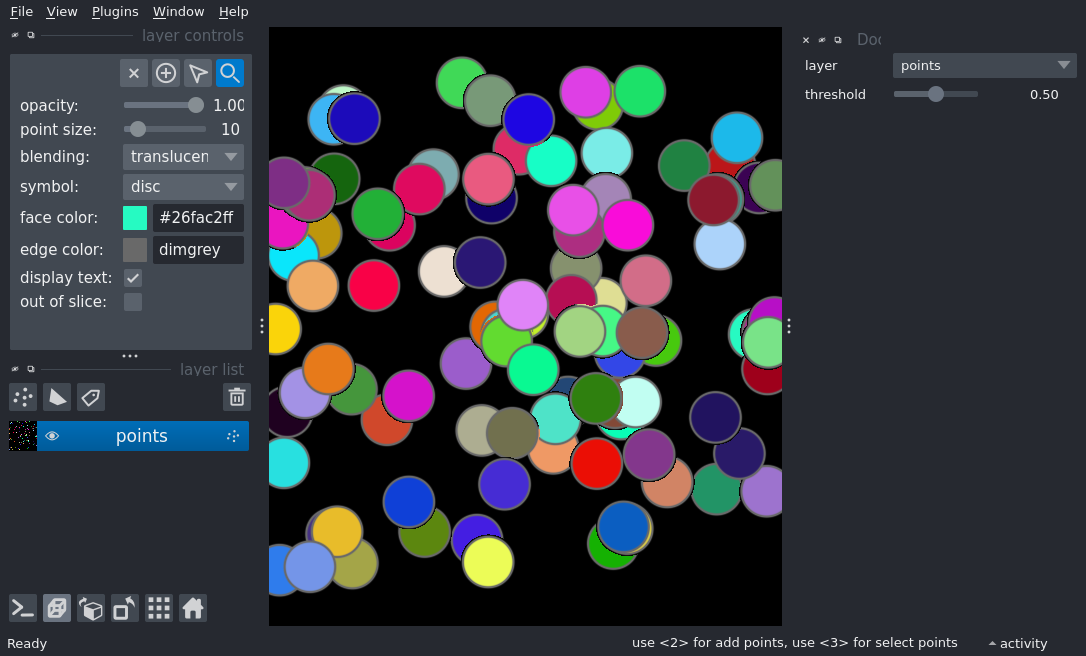 File View Plugins Window Help
layer controls
opacity: 1.00
point size: 10
blending: translucen
symbol: disc
face color: #26fac2ff
edge color: dimgrey
display text:
out of slice:
layer list
points
Doc
layer points
threshold 0.50
Ready
use <2> for add points, use <3> for select points
activity